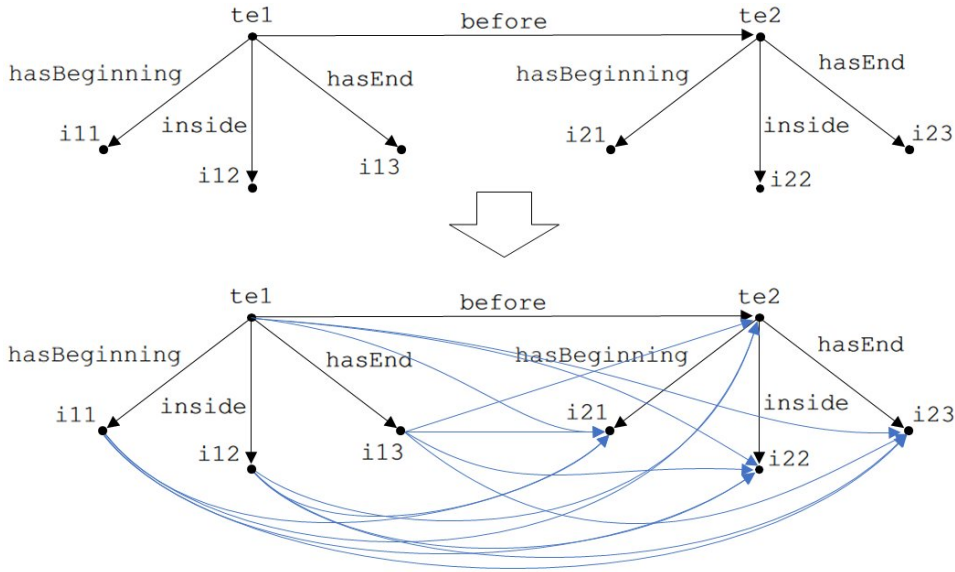 te1
before
te2
hasBeginning
hasEnd
hasBeginning
hasEnd
i11
inside
i12
i13
i21
inside
i22
i23
te1
before
te2
hasBeginning
hasEnd
hasBeginning
hasEnd
i11
inside
i12
i13
i21
inside
i22
i23